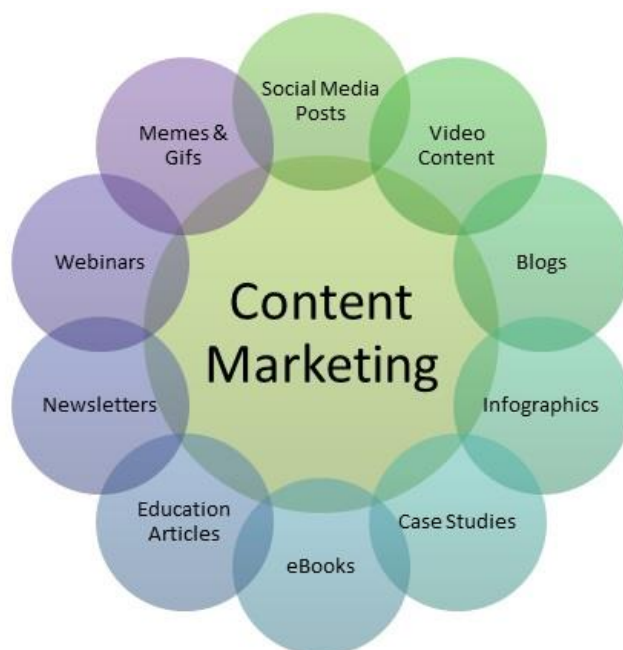 Social Media
Posts
Video
Content
Blogs
Infographics
Case Studies
eBooks
Education
Articles
Newsletters
Webinars
Memes &
Gifs
Content
Marketing